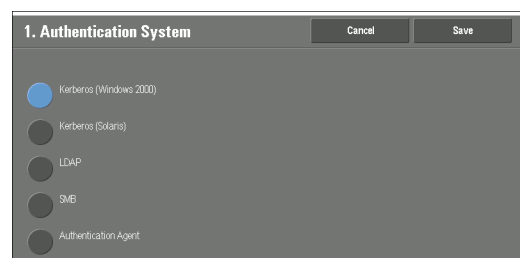 1. Authentication System
Cancel
Save
Kerberos (Windows 2000)
Kerberos (Solaris)
LDAP
SMB
Authentication Agent